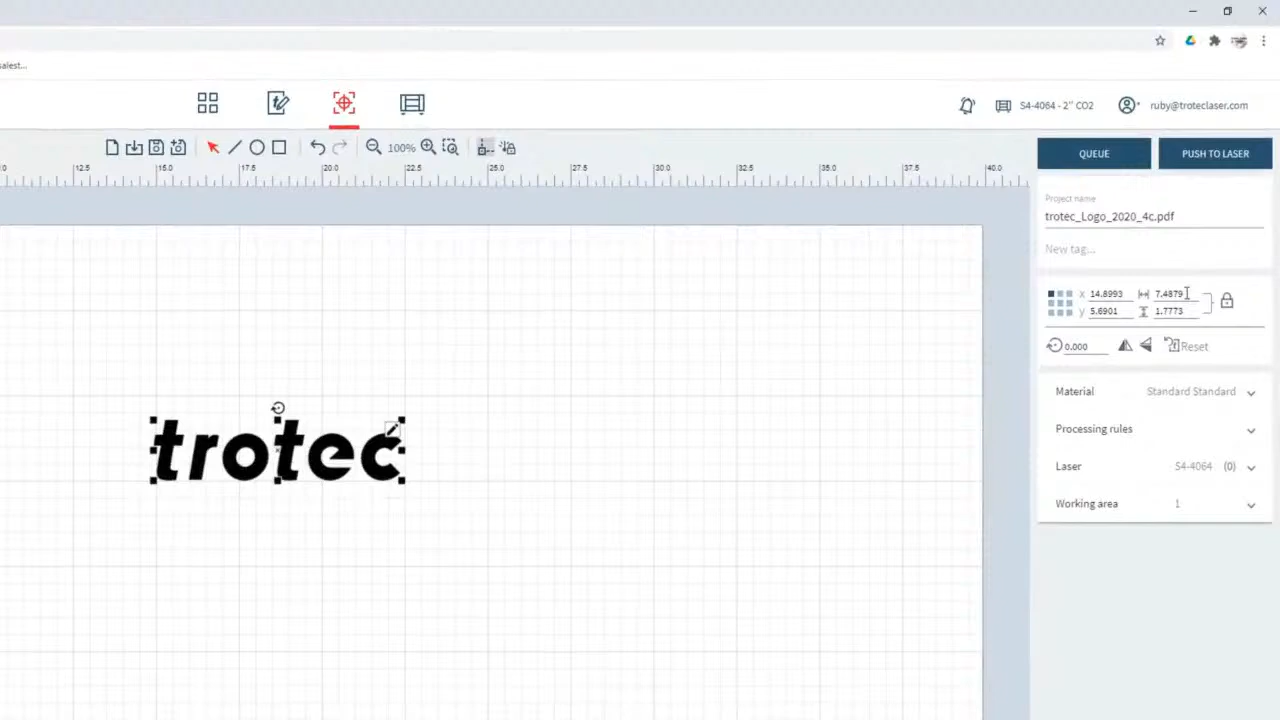 salest...
S4-4064 - 2" CO2
ruby@troteclaser.com
100%
QUEUE
PUSH TO LASER
12.5 15.0 17.5 20.0 22.5 25.0 27.5 30.0 32.5 35.0 37.5 40.0
Project name
trotec_Logo_2020_4c.pdf
New tag...
x 14.8993 7.4879
y 5.6901 1.7773
0.000 Reset
Material Standard Standard
trotec
Processing rules
Laser S4-4064 (0)
Working area 1